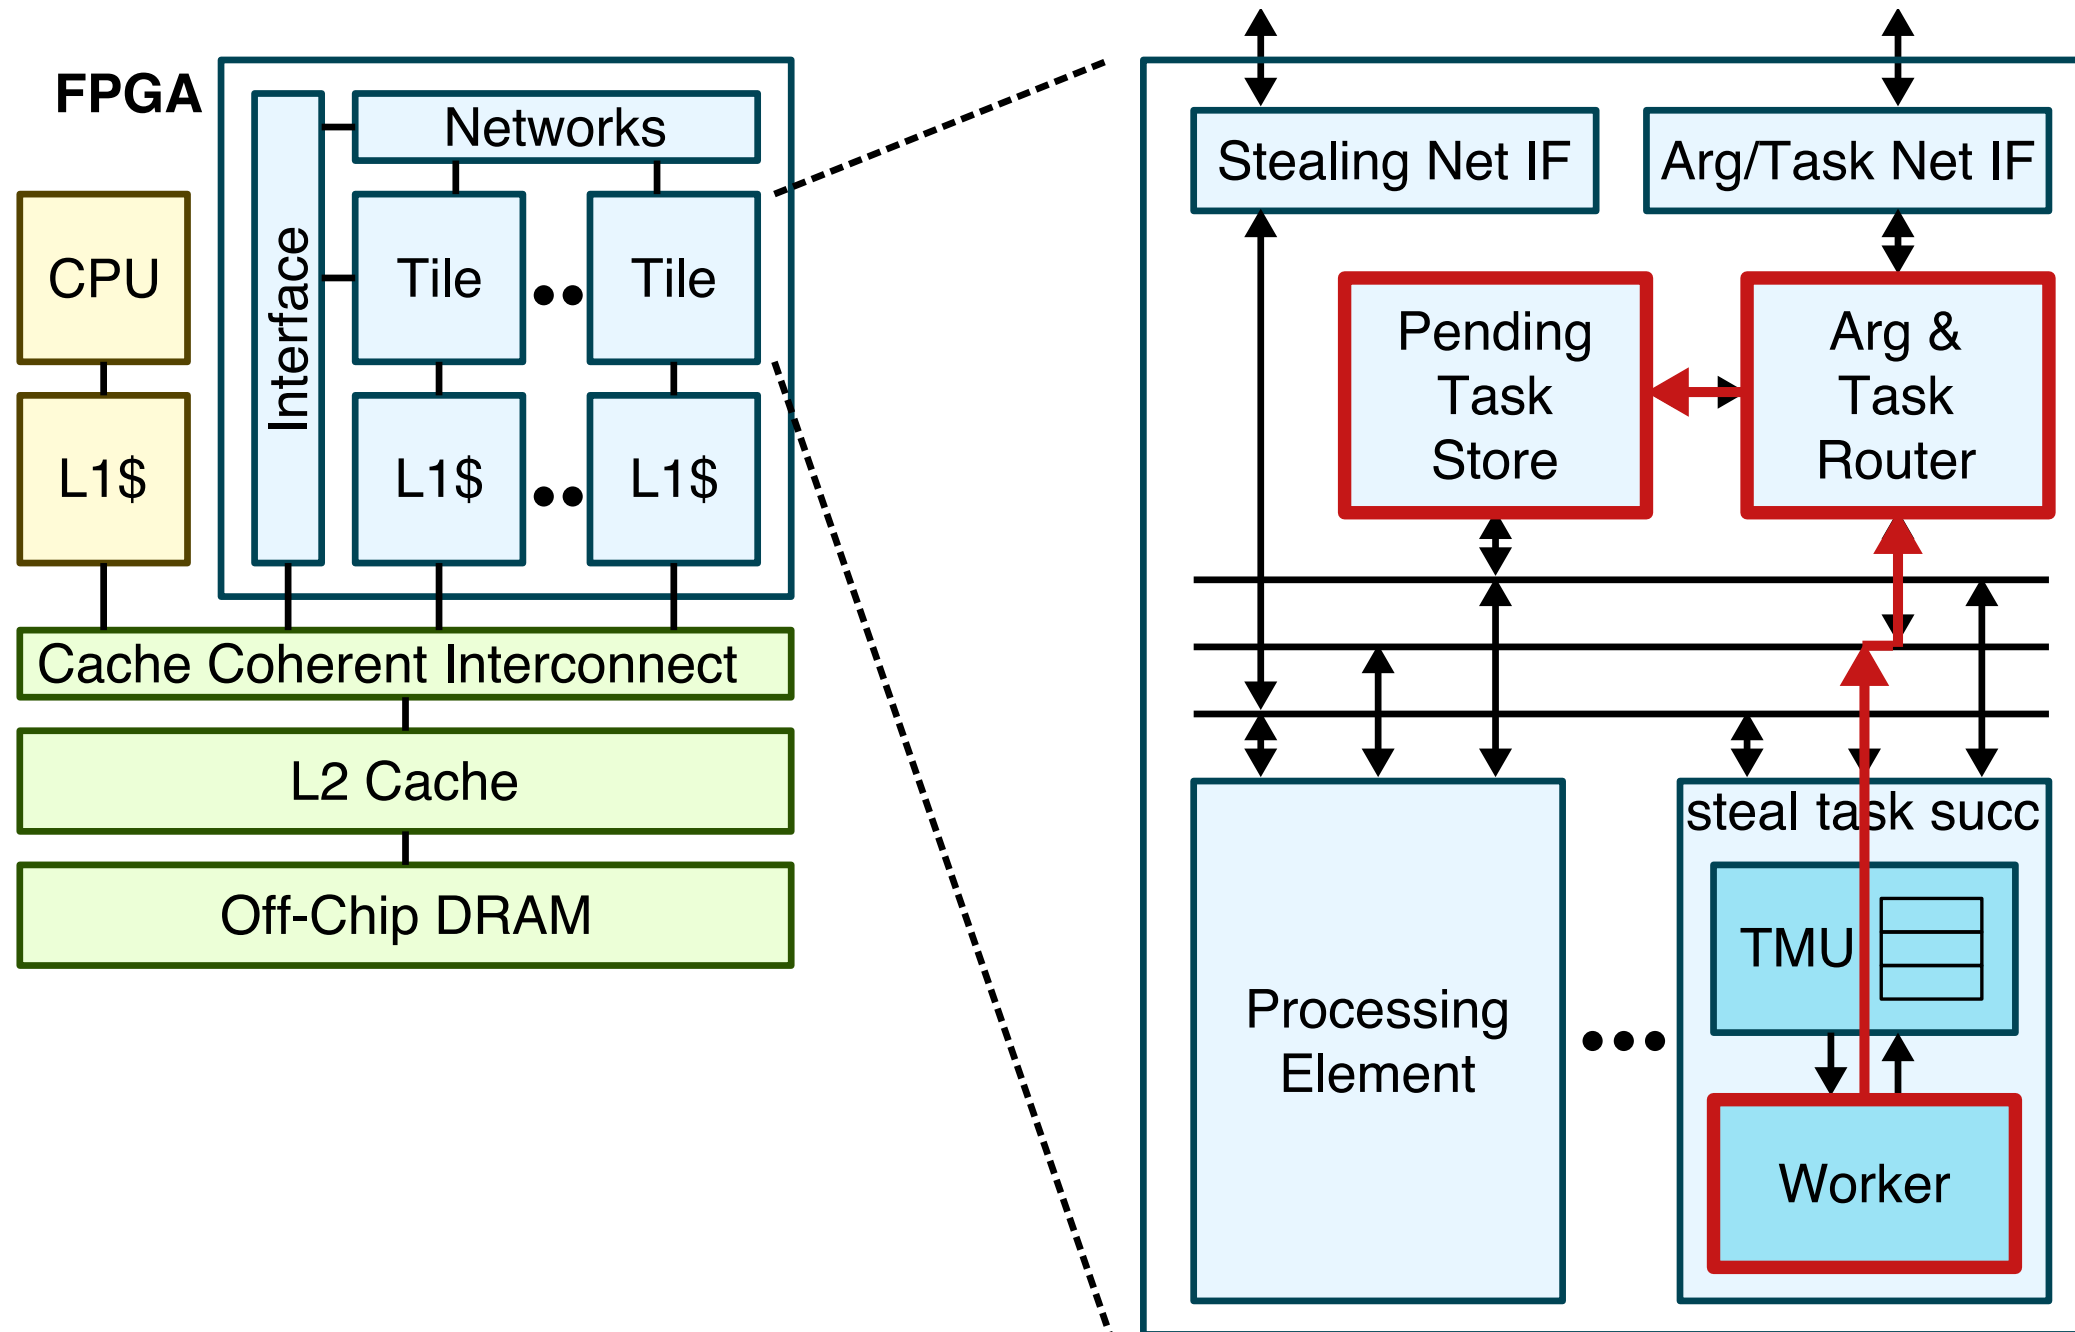 FPGA
Networks
Interface
CPU
Tile
Tile
L1$
L1$
L1$
Cache Coherent Interconnect
L2 Cache
Off-Chip DRAM
Stealing Net IF
Arg/Task Net IF
Pending
Task
Store
Arg &
Task
Router
Processing
Element
steal task succ
TMU
Worker